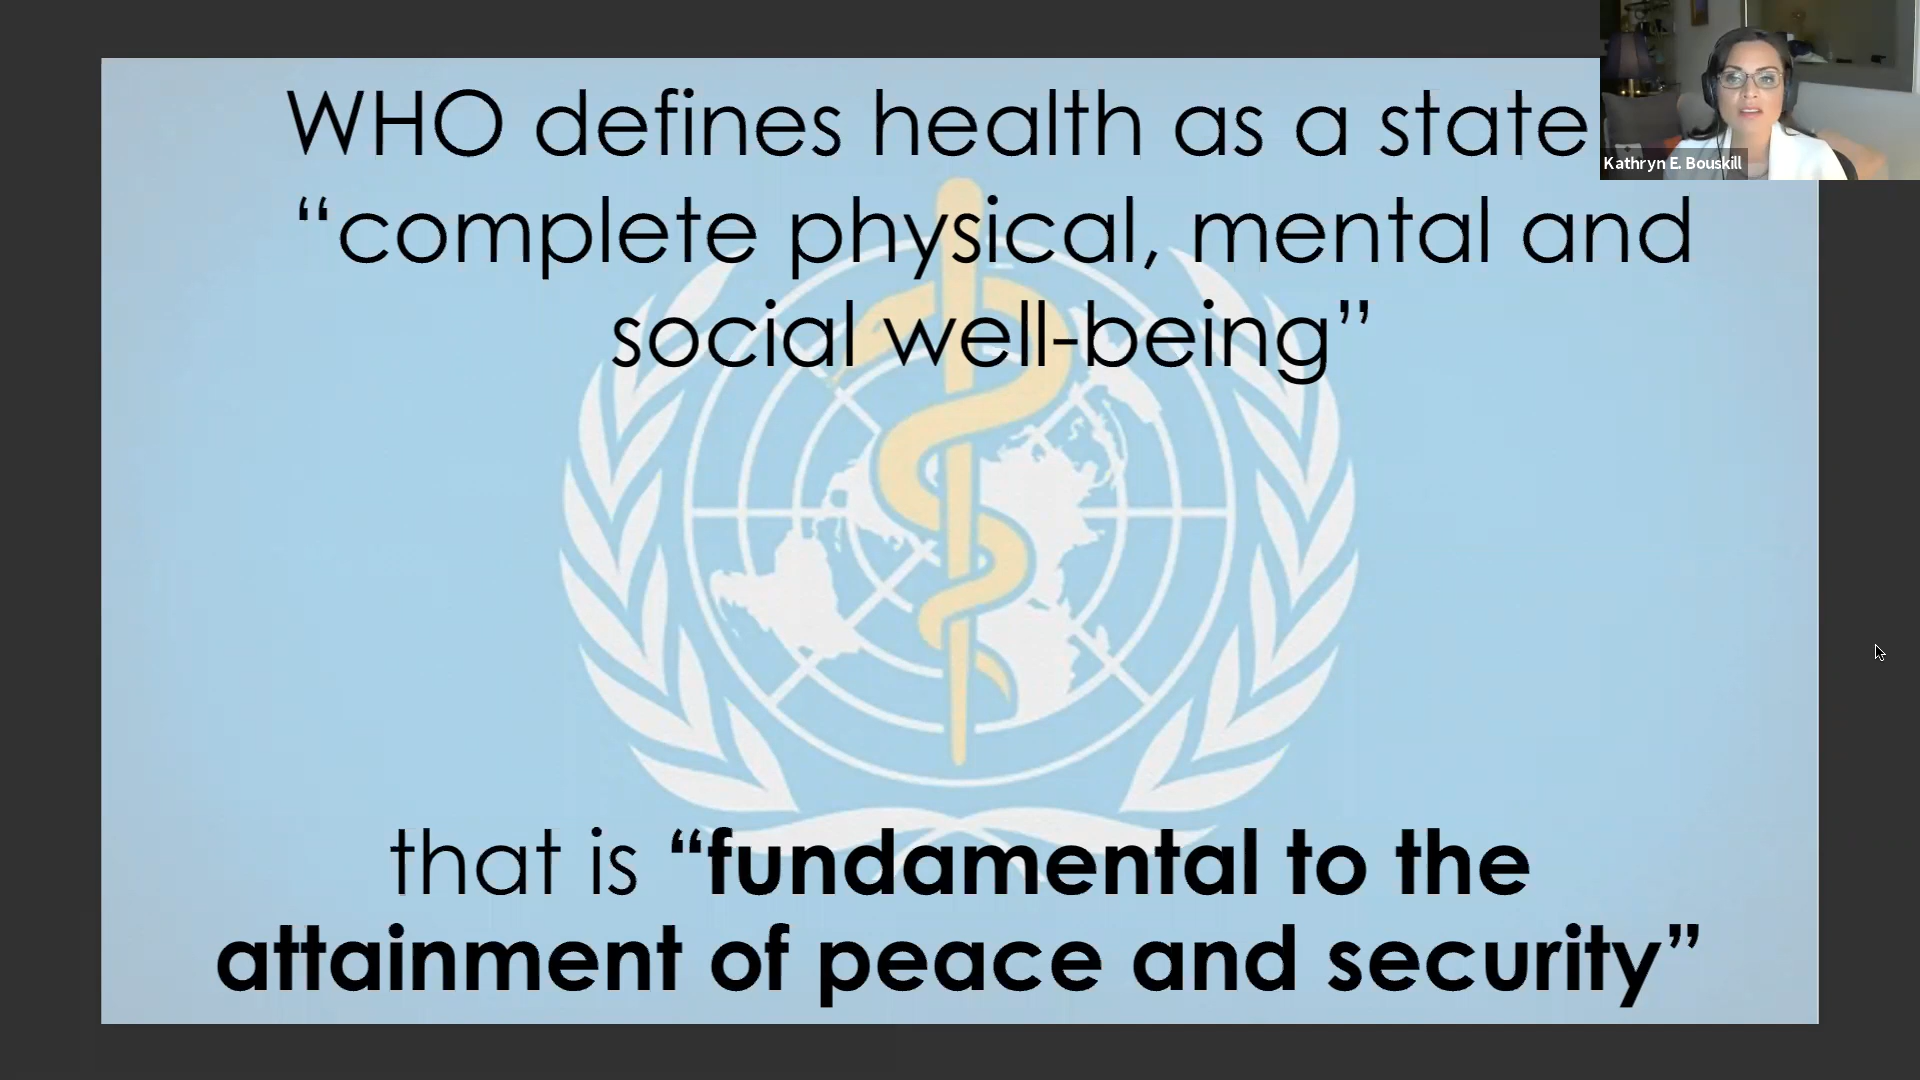 WHO defines health as a state
“complete physical, mental and
social well-being”
that is “fundamental to the
attainment of peace and security”
Kathryn E. Bouskill